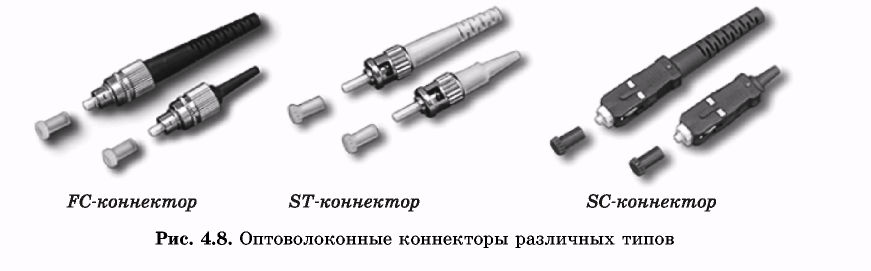 FC-коннектор ST-коннектор SC-коннектор
Рис. 4.8. Оптоволоконные коннекторы различных типов